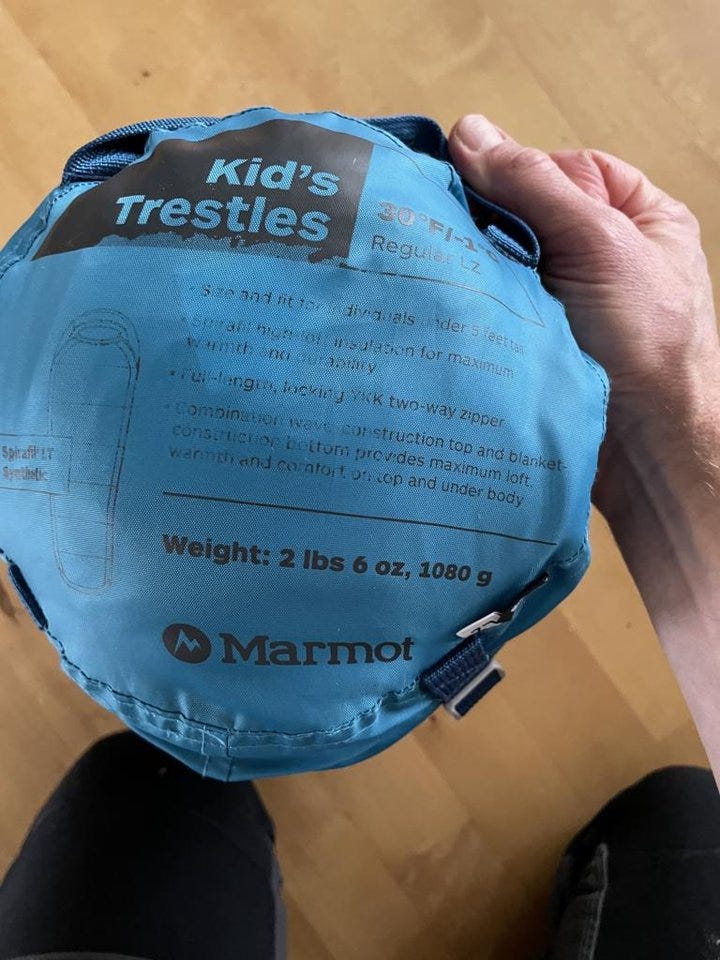 Kid's
Trestles
30°F/-1°C
Regular LZ
• Size and fit for individuals under 5 feet tall
• Spirafil high-loft insulation for maximum
warmth and durability
• Full-length, locking YKK two-way zipper
• Combination wave construction top and blanket-
construction bottom provides maximum loft,
warmth and comfort on top and under body
Spirafil LT
Synthetic
Weight: 2 lbs 6 oz, 1080 g
Marmot